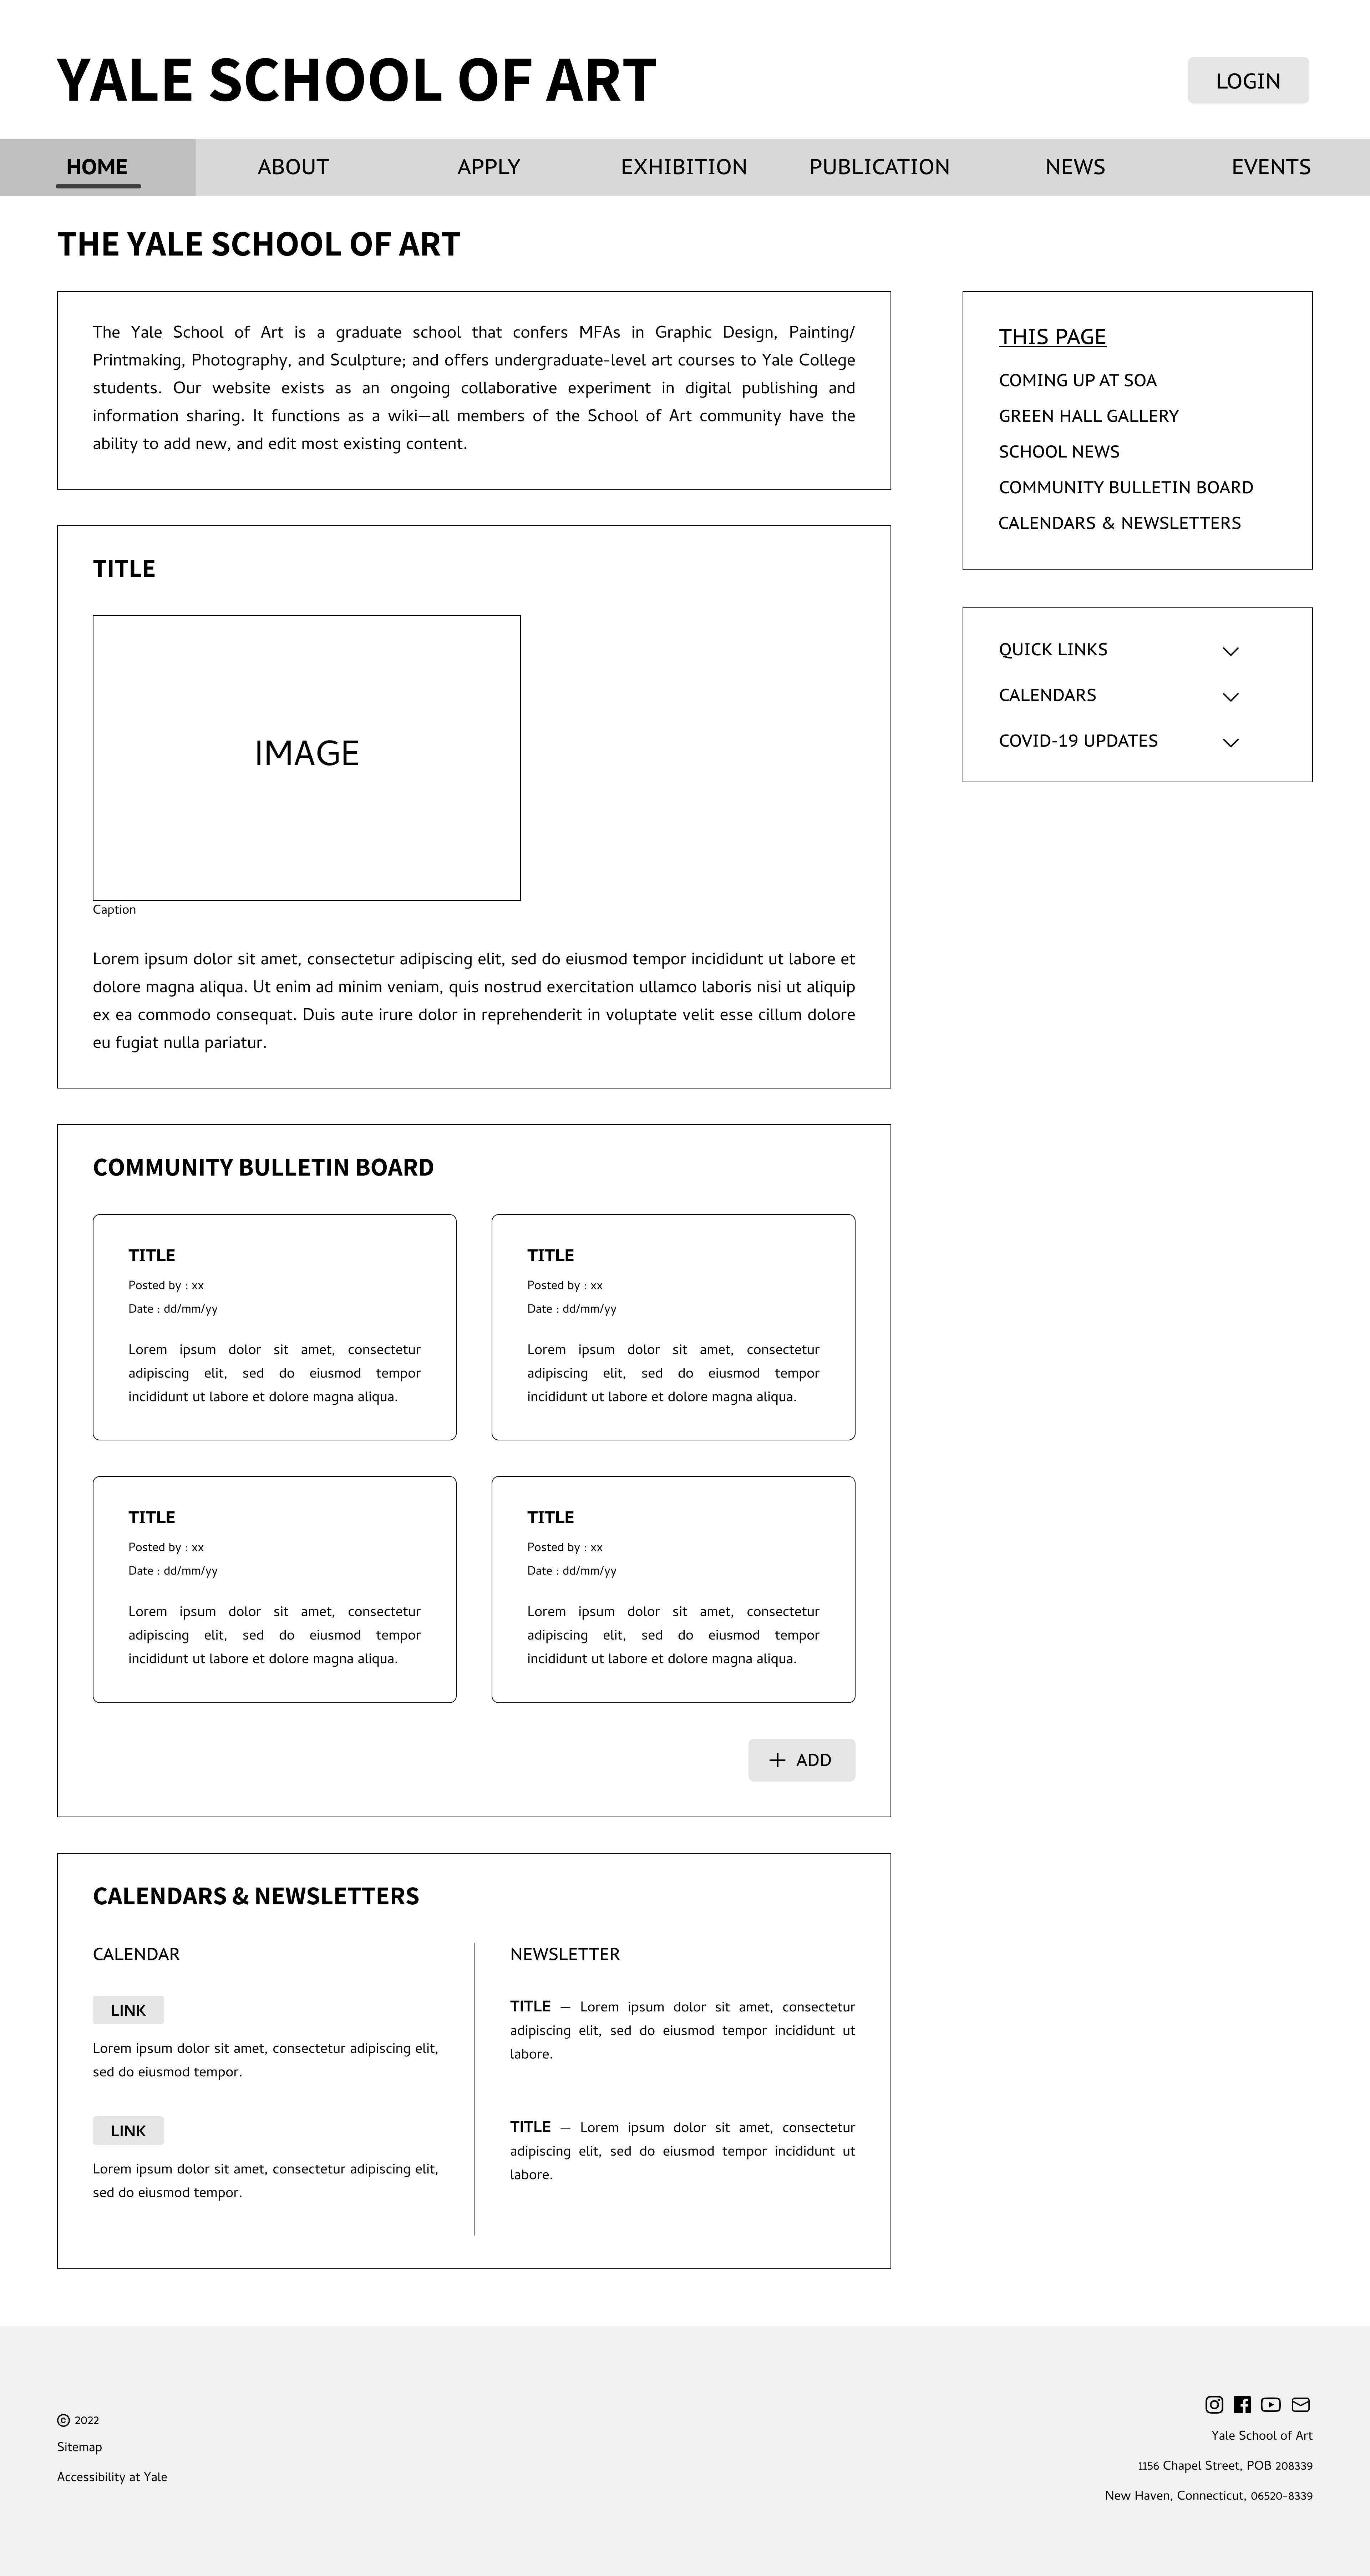 YALE SCHOOL OF ART
LOGIN
HOME
ABOUT
APPLY
EXHIBITION
PUBLICATION
NEWS
EVENTS
THE YALE SCHOOL OF ART
The Yale School of Art is a graduate school that confers MFAs in Graphic Design, Painting/
Printmaking, Photography, and Sculpture; and offers undergraduate-level art courses to Yale College
students. Our website exists as an ongoing collaborative experiment in digital publishing and
information sharing. It functions as a wiki—all members of the School of Art community have the
ability to add new, and edit most existing content.
THIS PAGE
COMING UP AT SOA
GREEN HALL GALLERY
SCHOOL NEWS
COMMUNITY BULLETIN BOARD
CALENDARS & NEWSLETTERS
QUICK LINKS
CALENDARS
COVID-19 UPDATES
TITLE
IMAGE
Caption
Lorem ipsum dolor sit amet, consectetur adipiscing elit, sed do eiusmod tempor incididunt ut labore et
dolore magna aliqua. Ut enim ad minim veniam, quis nostrud exercitation ullamco laboris nisi ut aliquip
ex ea commodo consequat. Duis aute irure dolor in reprehenderit in voluptate velit esse cillum dolore
eu fugiat nulla pariatur.
COMMUNITY BULLETIN BOARD
TITLE
Posted by : xx
Date : dd/mm/yy
Lorem ipsum dolor sit amet, consectetur
adipiscing elit, sed do eiusmod tempor
incididunt ut labore et dolore magna aliqua.
TITLE
Posted by : xx
Date : dd/mm/yy
Lorem ipsum dolor sit amet, consectetur
adipiscing elit, sed do eiusmod tempor
incididunt ut labore et dolore magna aliqua.
TITLE
Posted by : xx
Date : dd/mm/yy
Lorem ipsum dolor sit amet, consectetur
adipiscing elit, sed do eiusmod tempor
incididunt ut labore et dolore magna aliqua.
TITLE
Posted by : xx
Date : dd/mm/yy
Lorem ipsum dolor sit amet, consectetur
adipiscing elit, sed do eiusmod tempor
incididunt ut labore et dolore magna aliqua.
+ ADD
CALENDARS & NEWSLETTERS
CALENDAR
LINK
Lorem ipsum dolor sit amet, consectetur adipiscing elit,
sed do eiusmod tempor.
LINK
Lorem ipsum dolor sit amet, consectetur adipiscing elit,
sed do eiusmod tempor.
NEWSLETTER
TITLE — Lorem ipsum dolor sit amet, consectetur
adipiscing elit, sed do eiusmod tempor incididunt ut
labore.
TITLE — Lorem ipsum dolor sit amet, consectetur
adipiscing elit, sed do eiusmod tempor incididunt ut
labore.
© 2022
Sitemap
Accessibility at Yale
Yale School of Art
1156 Chapel Street, POB 208339
New Haven, Connecticut, 06520-8339